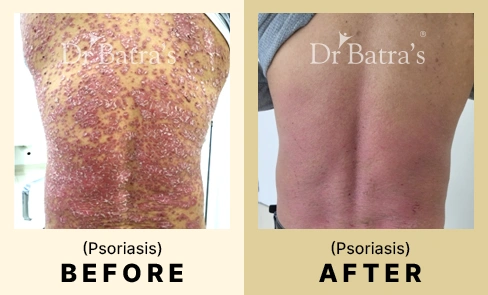 Dr Batra's
(Psoriasis)
BEFORE
Dr Batra's®
(Psoriasis)
AFTER